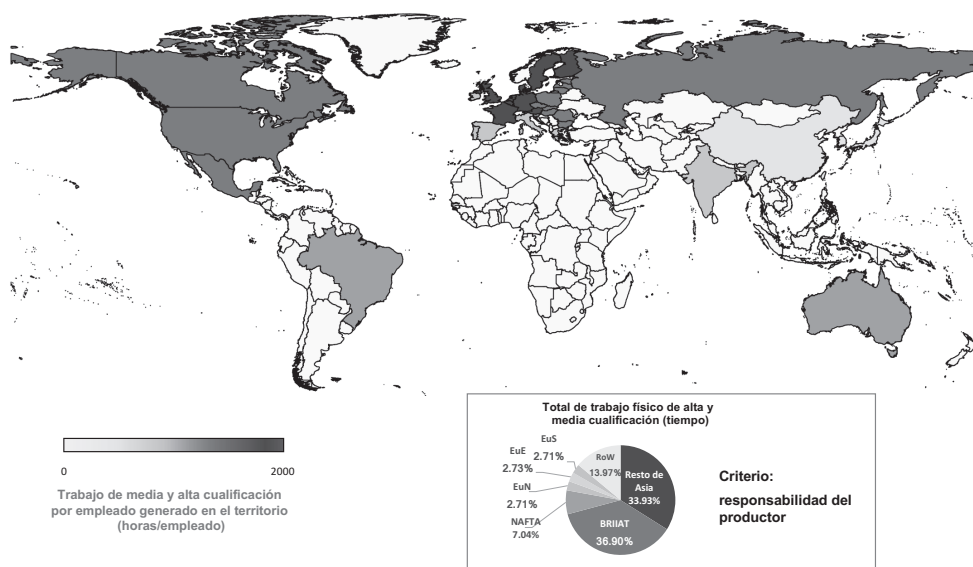 0
2000
Trabajo de media y alta cualificación
por empleado generado en el territorio
(horas/empleado)
Total de trabajo físico de alta y
media cualificación (tiempo)
EuS
2.71%
EuE
2.73%
EuN
2.71%
NAFTA
7.04%
RoW
13.97%
Resto de
Asia
33.93%
BRIIAT
36.90%
Criterio:
responsabilidad del
productor